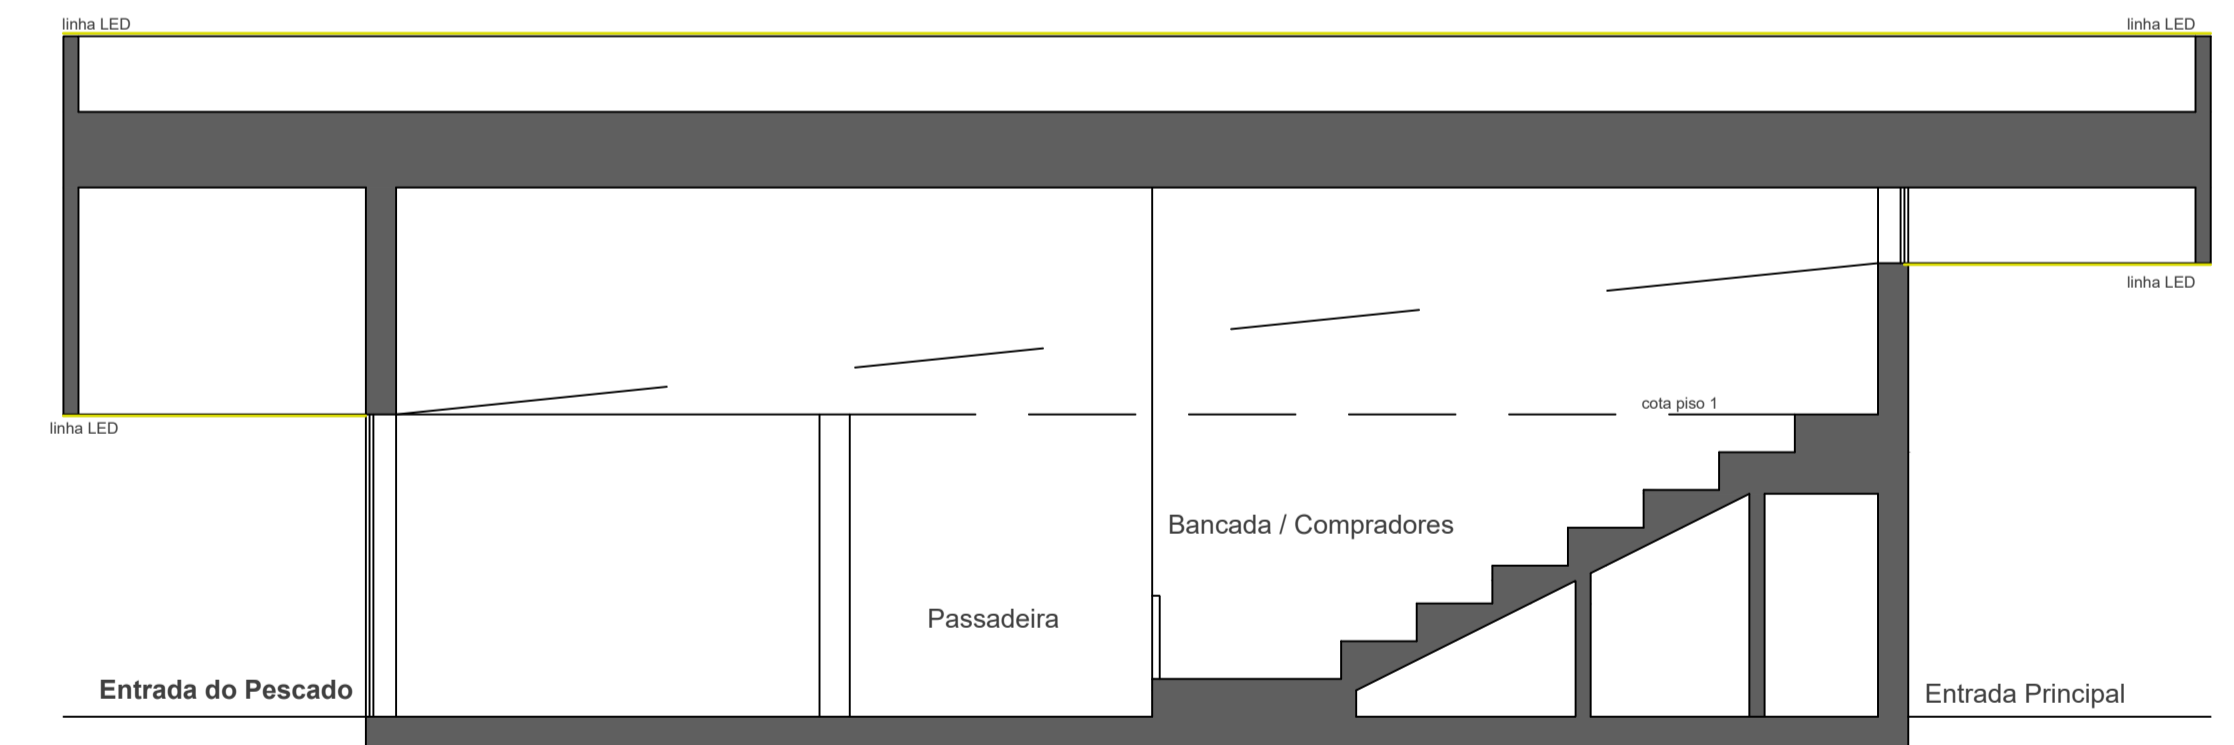 linha LED
linha LED
linha LED
cota piso 1
linha LED
Bancada / Compradores
Passadeira
Entrada do Pescado
Entrada Principal